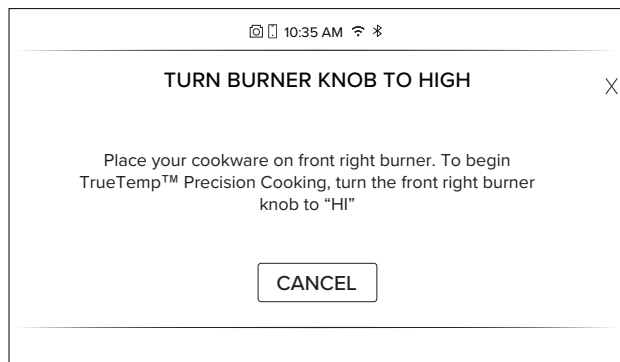 10:35 AM
TURN BURNER KNOB TO HIGH
X
Place your cookware on front right burner. To begin
TrueTemp™ Precision Cooking, turn the front right burner
knob to “HI”
CANCEL